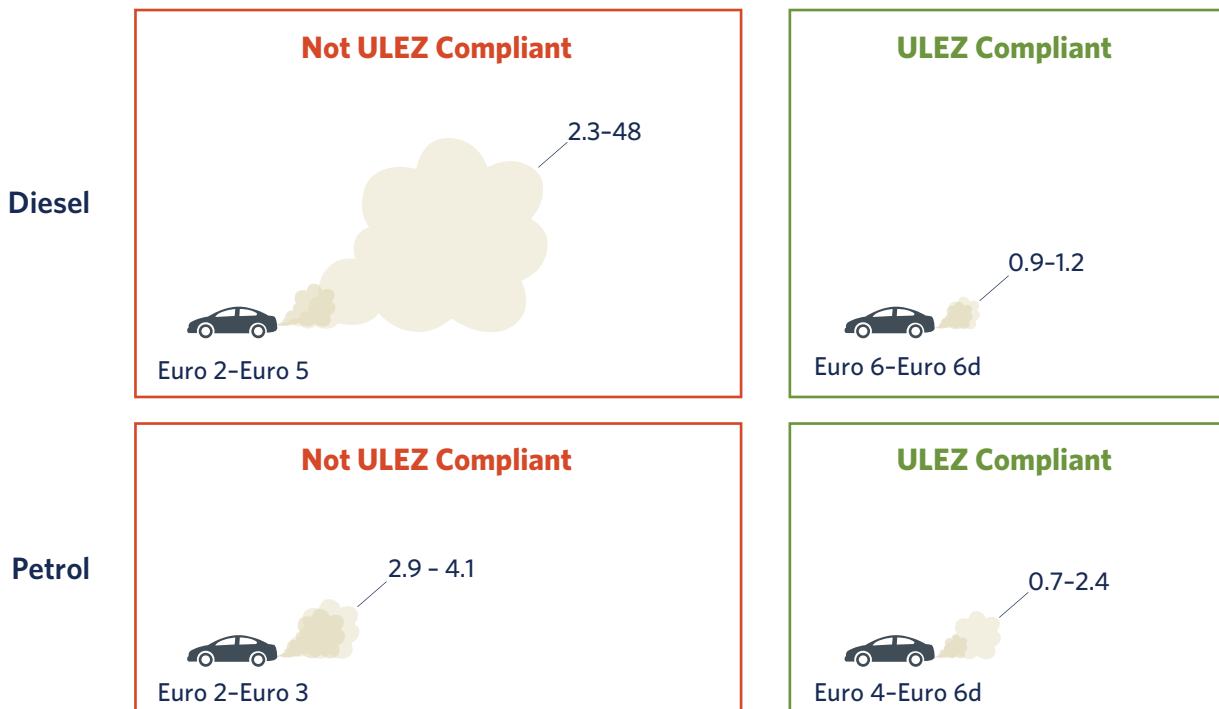 Not ULEZ Compliant
ULEZ Compliant
Diesel
2.3–48
0.9–1.2
Euro 2–Euro 5
Euro 6–Euro 6d
Not ULEZ Compliant
ULEZ Compliant
Petrol
2.9 – 4.1
0.7–2.4
Euro 2–Euro 3
Euro 4–Euro 6d